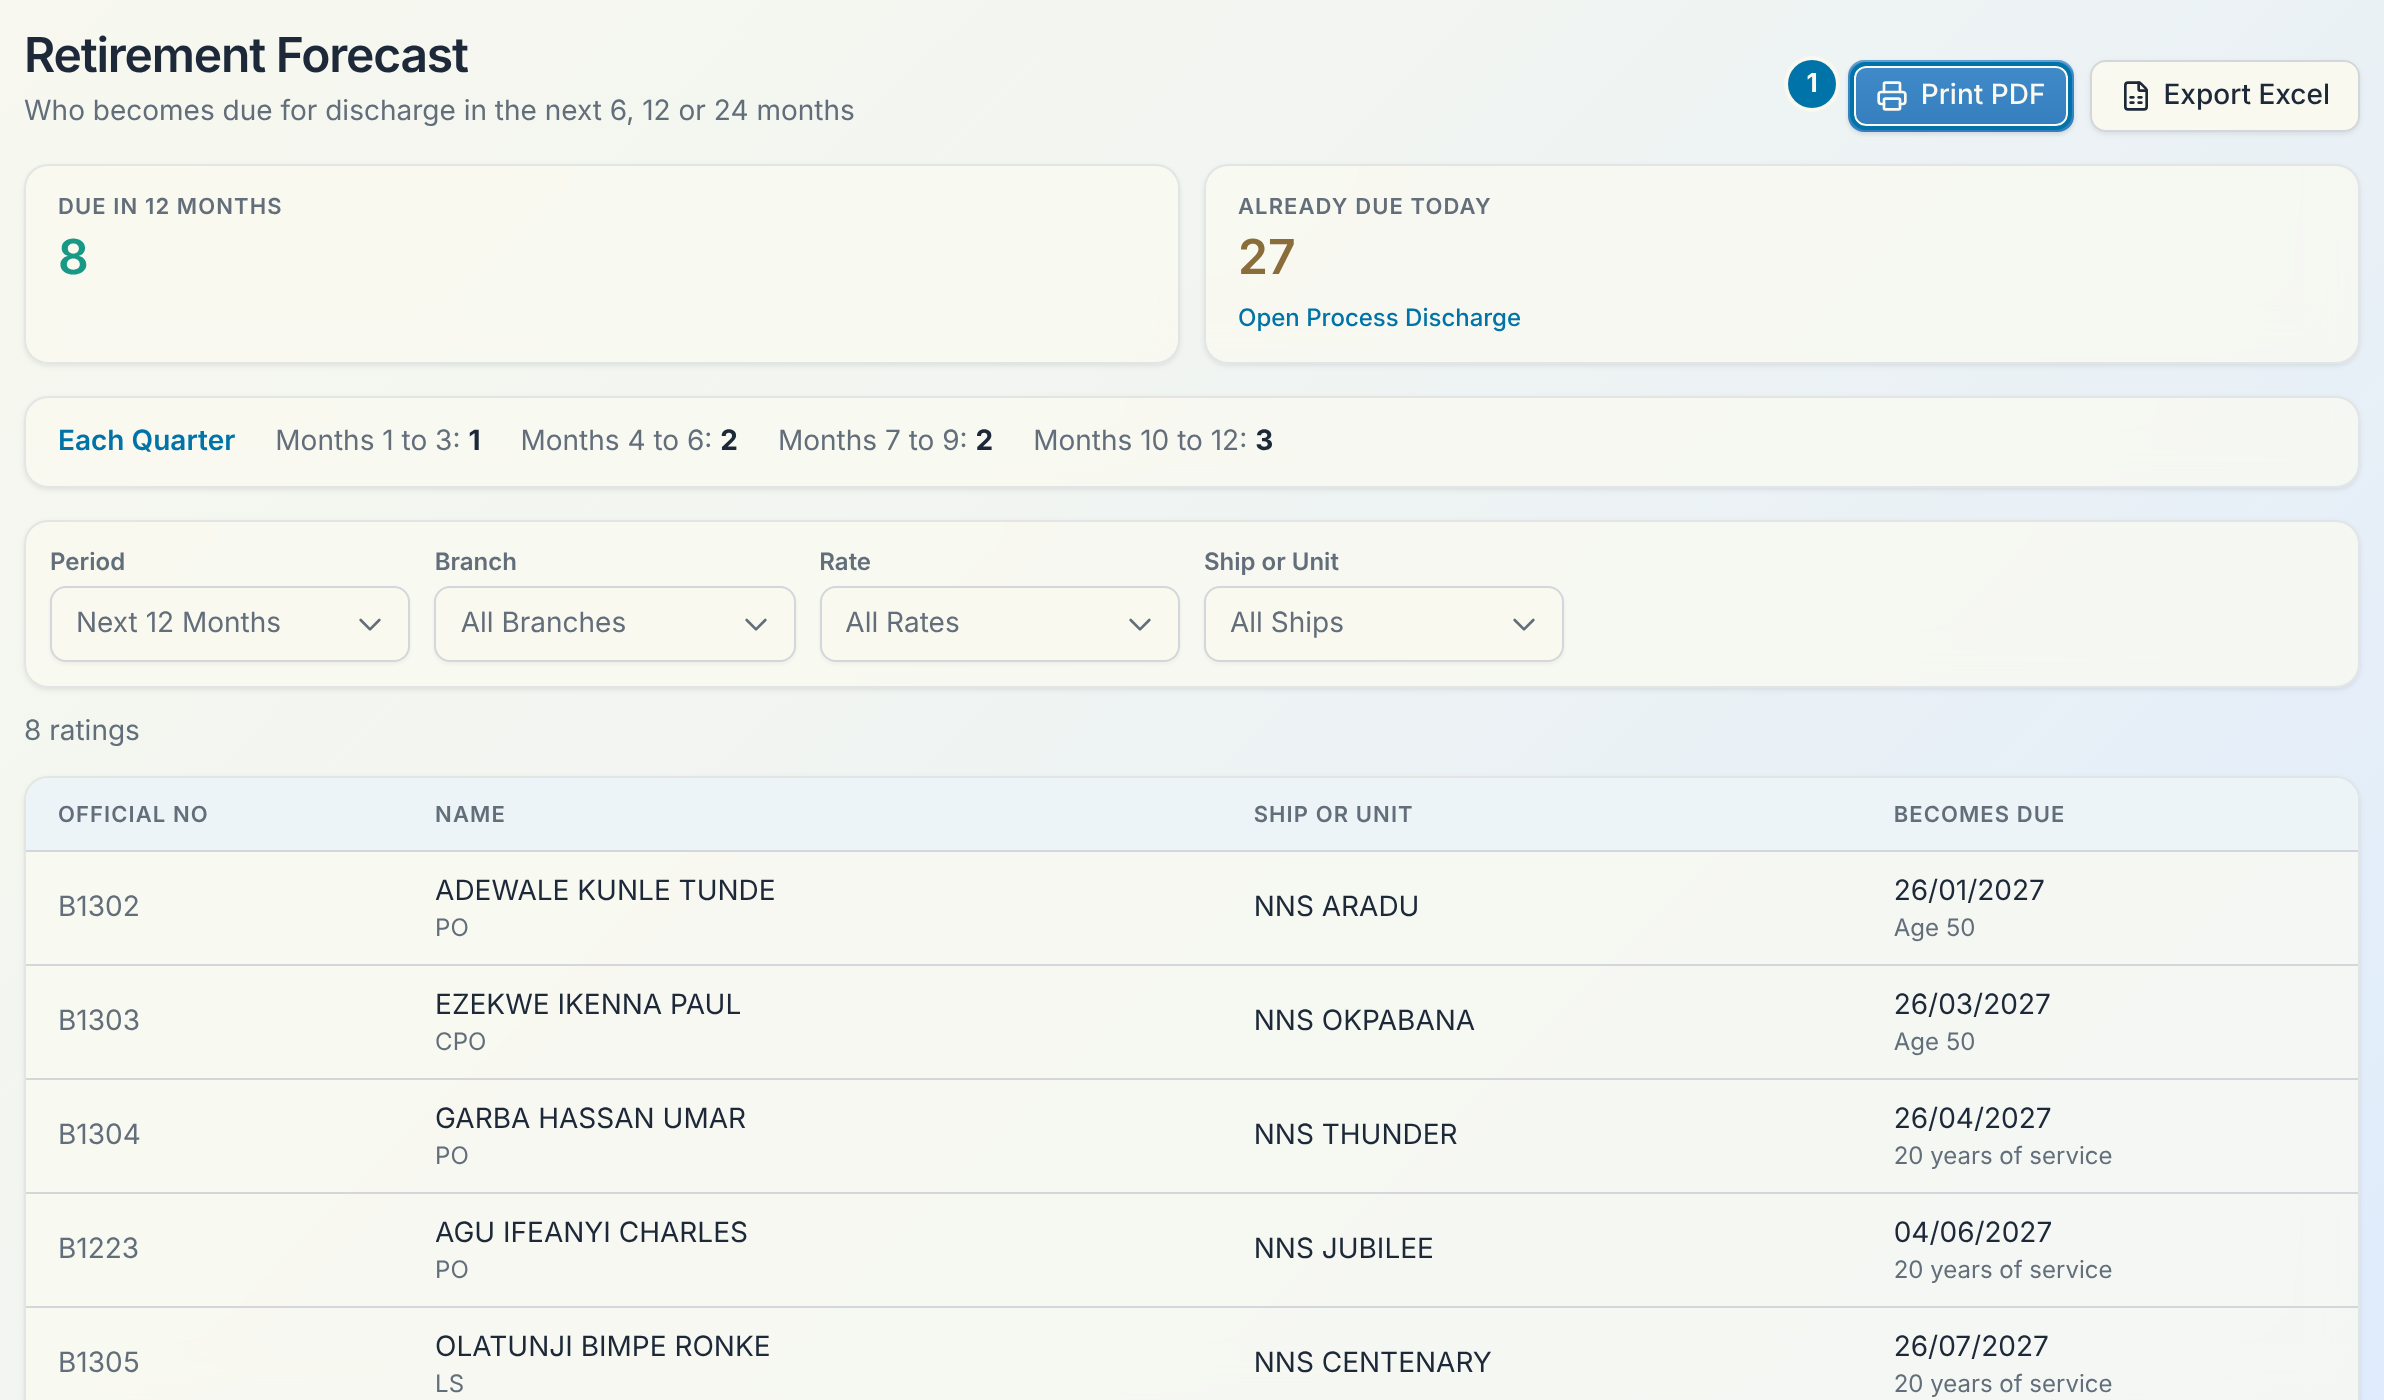 Retirement Forecast
Who becomes due for discharge in the next 6, 12 or 24 months
1
Print PDF
Export Excel
DUE IN 12 MONTHS
8
ALREADY DUE TODAY
27
Open Process Discharge
Each Quarter Months 1 to 3: 1 Months 4 to 6: 2 Months 7 to 9: 2 Months 10 to 12: 3
Period Branch Rate Ship or Unit
Next 12 Months All Branches All Rates All Ships
8 ratings
OFFICIAL NO NAME SHIP OR UNIT BECOMES DUE
B1302 ADEWALE KUNLE TUNDE NNS ARADU 26/01/2027
PO Age 50
B1303 EZEKWE IKENNA PAUL NNS OKPABANA 26/03/2027
CPO Age 50
B1304 GARBA HASSAN UMAR NNS THUNDER 26/04/2027
PO 20 years of service
B1223 AGU IFEANYI CHARLES NNS JUBILEE 04/06/2027
PO 20 years of service
B1305 OLATUNJI BIMPE RONKE NNS CENTENARY 26/07/2027
LS 20 years of service